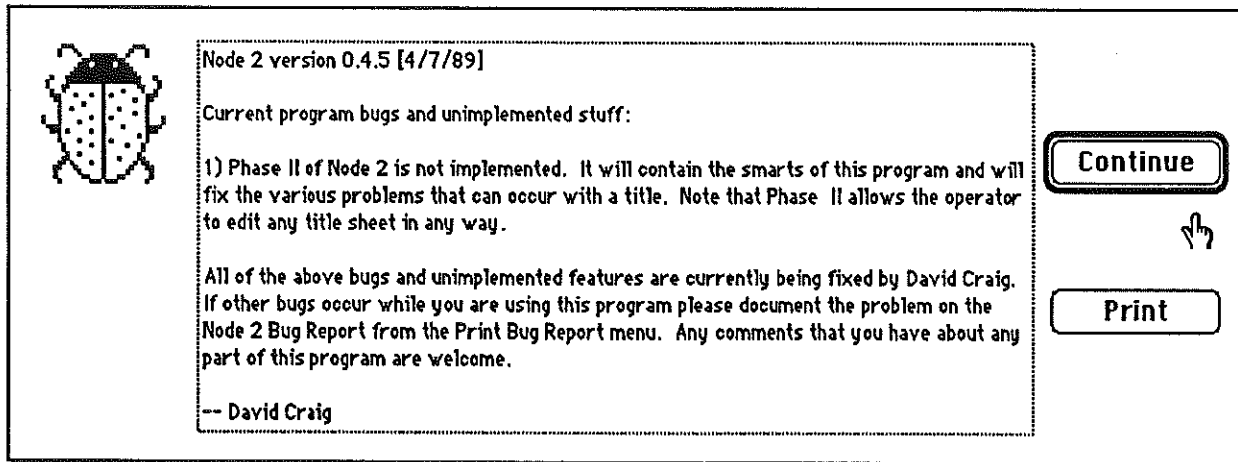 Node 2 version 0.4.5 [4/7/89]
Current program bugs and unimplemented stuff:
1) Phase II of Node 2 is not implemented.  It will contain the smarts of this program and will
fix the various problems that can occur with a title.  Note that Phase  II allows the operator
to edit any title sheet in any way.
All of the above bugs and unimplemented features are currently being fixed by David Craig.
If other bugs occur while you are using this program please document the problem on the
Node 2 Bug Report from the Print Bug Report menu.  Any comments that you have about any
part of this program are welcome.
-- David Craig
Continue
Print